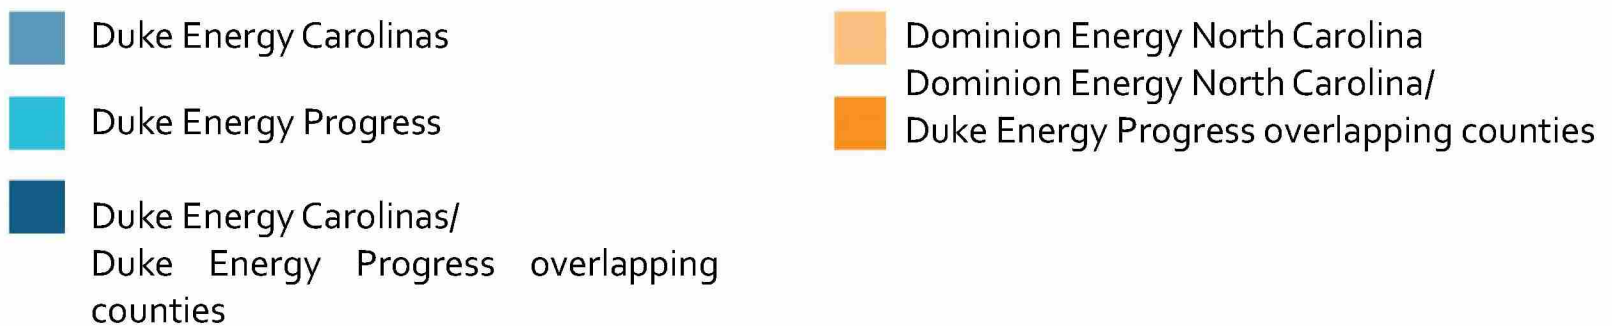 Duke Energy Carolinas
Duke Energy Progress
Duke Energy Carolinas/
Duke Energy Progress overlapping
counties
Dominion Energy North Carolina
Dominion Energy North Carolina/
Duke Energy Progress overlapping counties